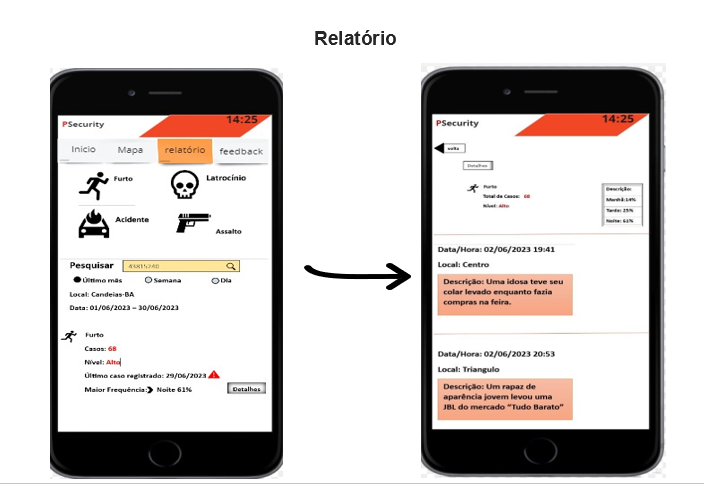 Relatório
14:25
PSecurity
Inicio Mapa relatório feedback
Furto Latrocínio
Acidente Assalto
Pesquisar 43815240
Último mês Semana Dia
Local: Candeias-BA
Data: 01/06/2023 – 30/06/2023
Furto
Casos: 68
Nível: Alto
Último caso registrado: 29/06/2023
Maior Frequência: Noite 61% Detalhes
14:25
PSecurity
volta
Detalhes
Furto
Total de Casos: 68
Nível: Alto
Descrição:
Manhã:14%
Tarde: 25%
Noite: 61%
Data/Hora: 02/06/2023 19:41
Local: Centro
Descrição: Uma idosa teve seu
colar levado enquanto fazia
compras na feira.
Data/Hora: 02/06/2023 20:53
Local: Triangulo
Descrição: Um rapaz de
aparência jovem levou uma
JBL do mercado “Tudo Barato”